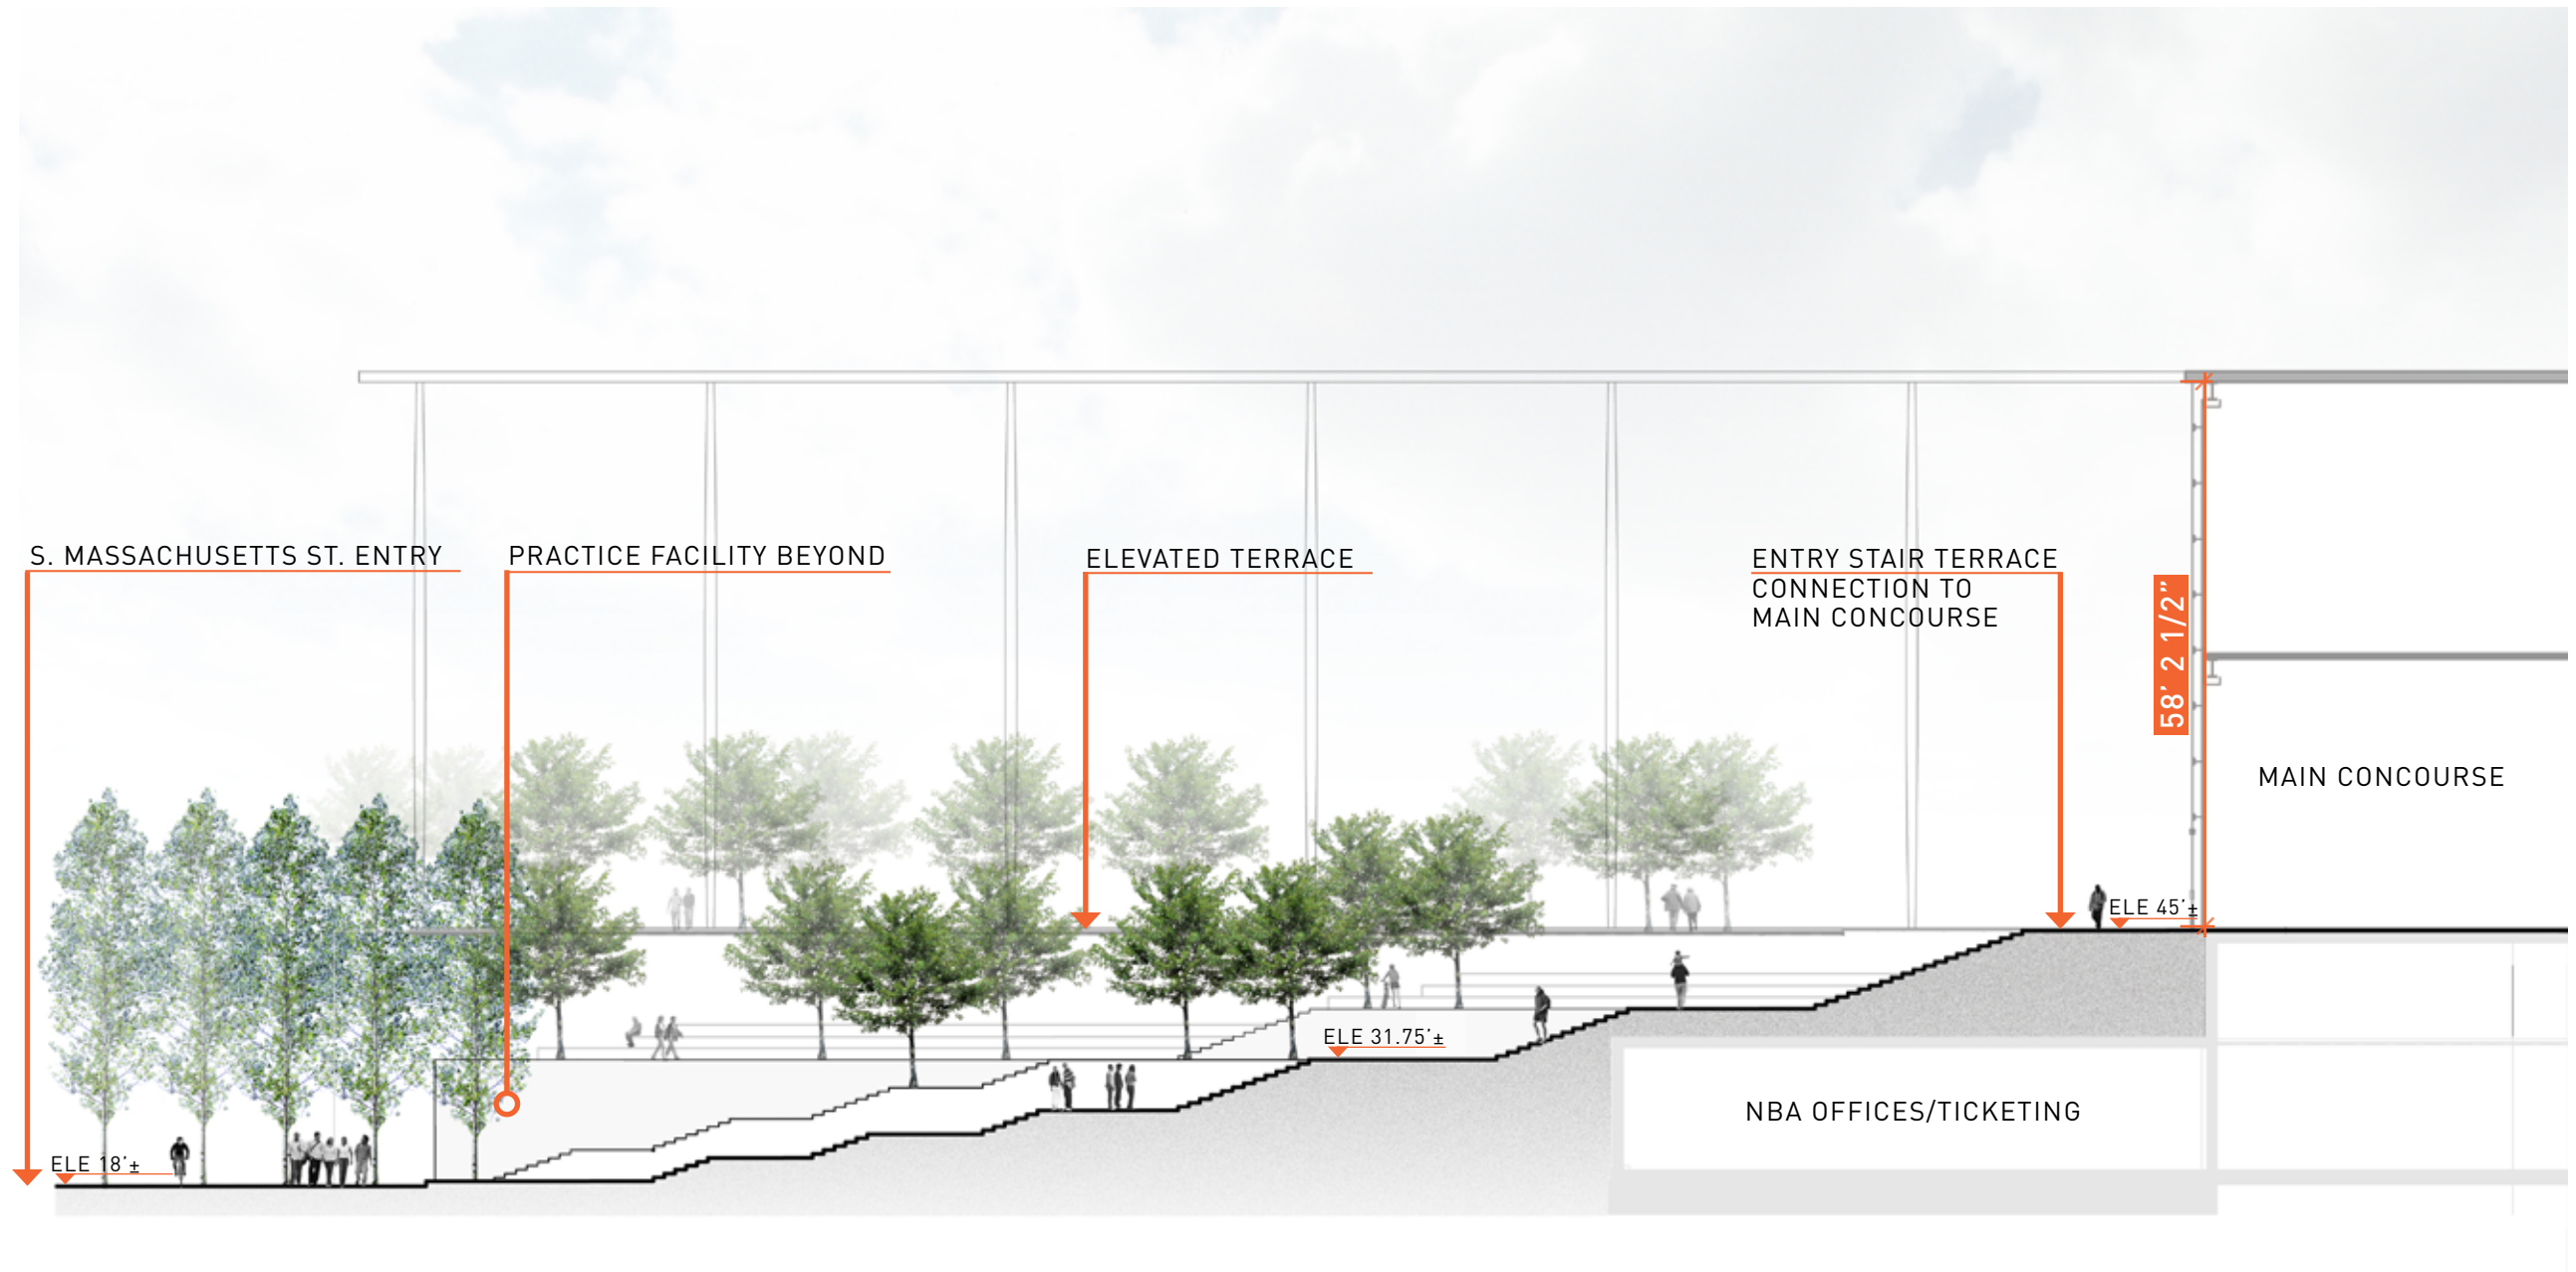 S. MASSACHUSETTS ST. ENTRY
PRACTICE FACILITY BEYOND
ELEVATED TERRACE
ENTRY STAIR TERRACE
CONNECTION TO
MAIN CONCOURSE
58’ 2 1/2”
MAIN CONCOURSE
ELE 45’±
ELE 31.75’±
NBA OFFICES/TICKETING
ELE 18’±